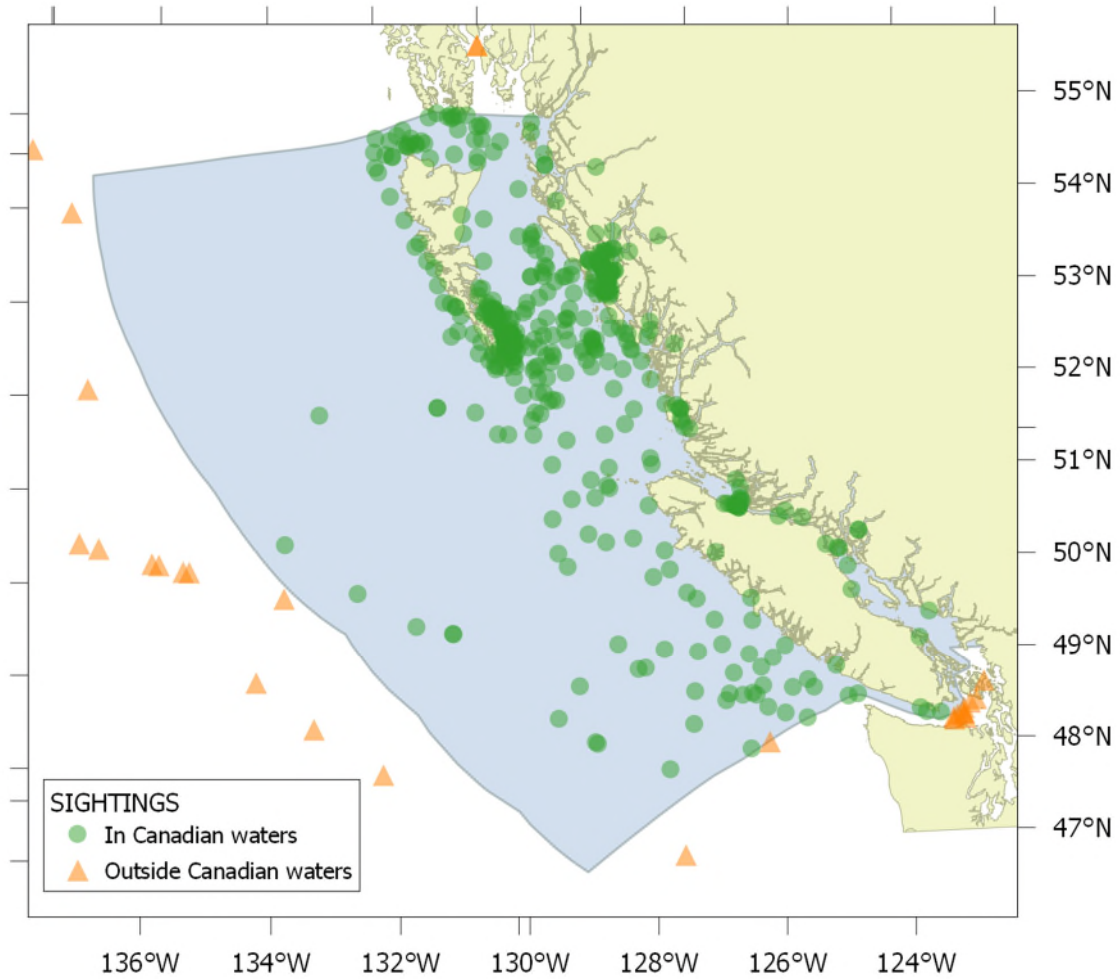 55°N
54°N
53°N
52°N
51°N
50°N
49°N
48°N
47°N
SIGHTINGS
In Canadian waters
Outside Canadian waters
136°W 134°W 132°W 130°W 128°W 126°W 124°W